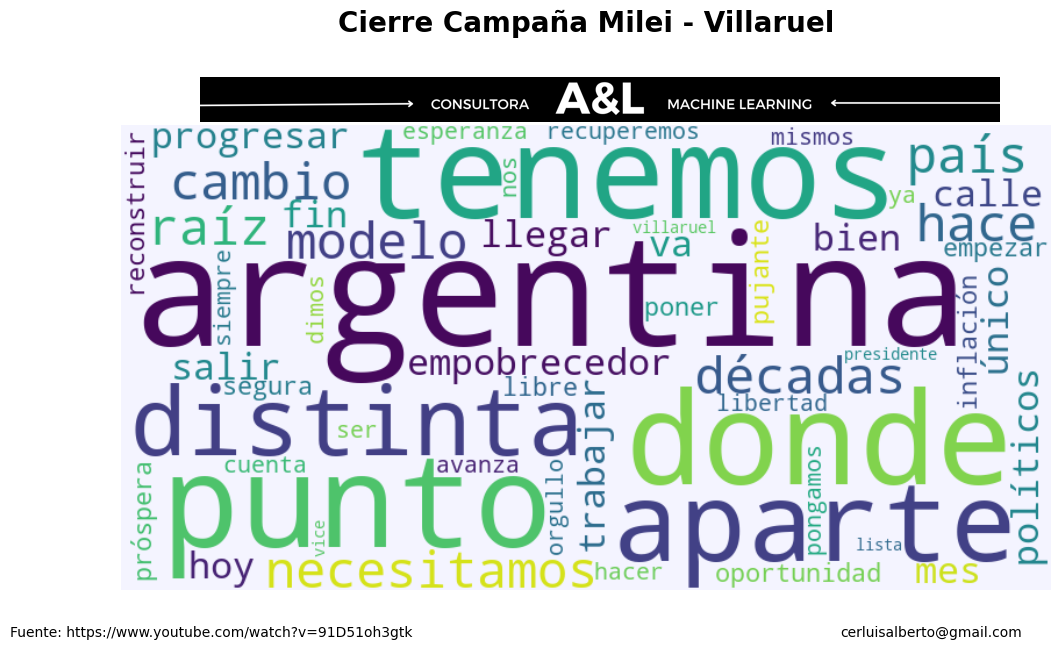 Cierre Campaña Milei - Villaruel
CONSULTORA A&L MACHINE LEARNING
progresar esperanza recuperemos mismos
reconstruir cambio tenemos nos país
ya calle
raíz fin modelo llegar villaruel va bien hace
empezar
siempre argentina pujante
dimos poner inflación único
salir empobrecedor presidente
segura libre décadas
distinta trabajar libertad donde políticos
ser
próspera cuenta avanza orgullo
punto vice pongamos aparte
lista
hoy necesitamos hacer oportunidad mes
Fuente: https://www.youtube.com/watch?v=91D51oh3gtk
cerluisalberto@gmail.com